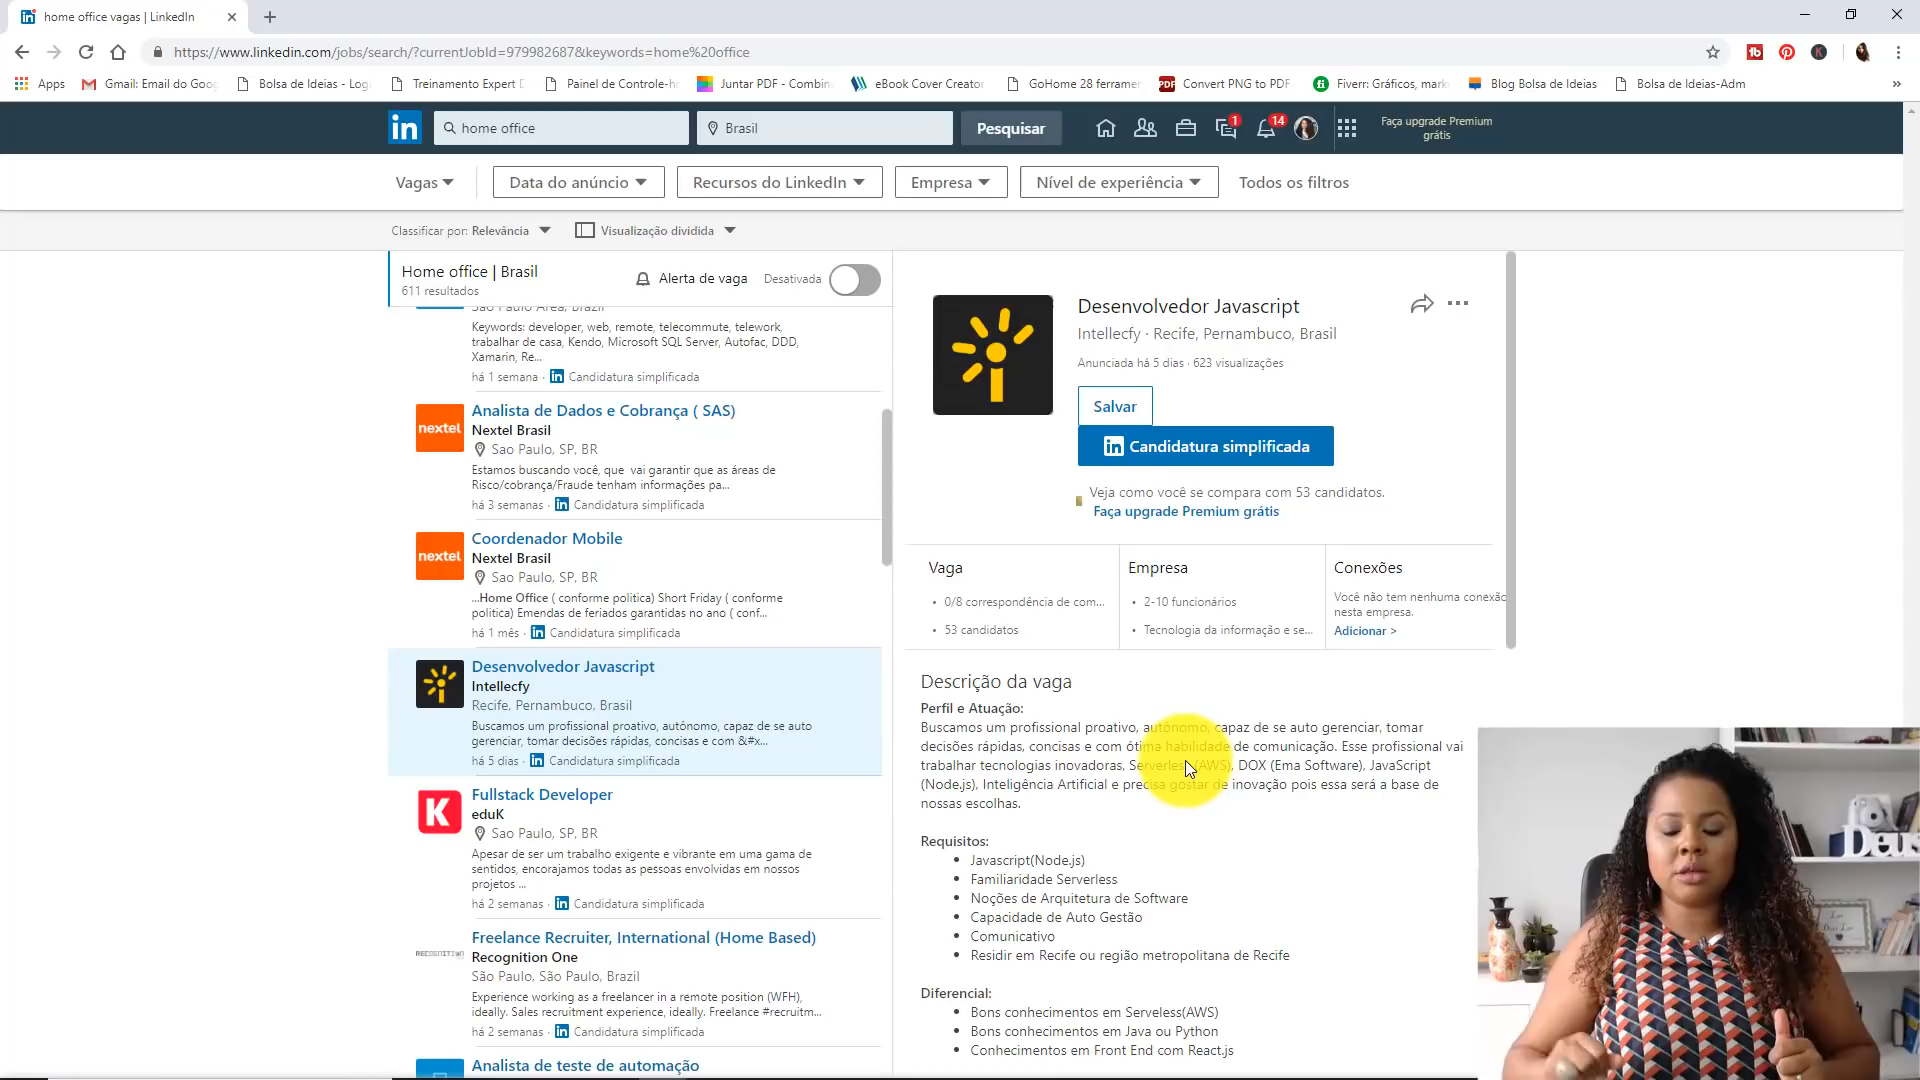 home office vagas | LinkedIn
https://www.linkedin.com/jobs/search/?currentJobId=979982687&keywords=home%20office
Apps
Gmail: Email do Goo
Bolsa de Ideias - Logi
Treinamento Expert D
Painel de Controle-ho
Juntar PDF - Combin
eBook Cover Creator
GoHome 28 ferramen
Convert PNG to PDF
Fiverr: Gráficos, mark
Blog Bolsa de Ideias
Bolsa de Ideias-Adm
»
in
home office
Brasil
Pesquisar
1
14
Faça upgrade Premium
grátis
Vagas
Data do anúncio
Recursos do LinkedIn
Empresa
Nível de experiência
Todos os filtros
Classificar por: Relevância
Visualização dividida
Home office | Brasil
611 resultados
Alerta de vaga
Desativada
São Paulo Area, Brazil
Keywords: developer, web, remote, telecommute, telework,
trabalhar de casa, Kendo, Microsoft SQL Server, Autofac, DDD,
Xamarin, Re...
há 1 semana · in Candidatura simplificada
nextel
Analista de Dados e Cobrança ( SAS)
Nextel Brasil
Sao Paulo, SP, BR
Estamos buscando você, que vai garantir que as áreas de
Risco/cobrança/Fraude tenham informações pa...
há 3 semanas · in Candidatura simplificada
nextel
Coordenador Mobile
Nextel Brasil
Sao Paulo, SP, BR
...Home Office ( conforme politica) Short Friday ( conforme
politica) Emendas de feriados garantidas no ano ( conf...
há 1 mês · in Candidatura simplificada
Desenvolvedor Javascript
Intellecfy
Recife, Pernambuco, Brasil
Buscamos um profissional proativo, autônomo, capaz de se auto
gerenciar, tomar decisões rápidas, concisas e com &#x...
há 5 dias · in Candidatura simplificada
K
Fullstack Developer
eduK
Sao Paulo, SP, BR
Apesar de ser um trabalho exigente e vibrante em uma gama de
sentidos, encorajamos todas as pessoas envolvidas em nossos
projetos ...
há 2 semanas · in Candidatura simplificada
Freelance Recruiter, International (Home Based)
Recognition One
São Paulo, São Paulo, Brazil
Experience working as a freelancer in a remote position (WFH),
ideally. Sales recruitment experience, ideally. Freelance #recruitm...
há 2 semanas · in Candidatura simplificada
Analista de teste de automação
Desenvolvedor Javascript
Intellecfy · Recife, Pernambuco, Brasil
Anunciada há 5 dias · 623 visualizações
Salvar
in Candidatura simplificada
Veja como você se compara com 53 candidatos.
Faça upgrade Premium grátis
Vaga
• 0/8 correspondência de com...
• 53 candidatos
Empresa
• 2-10 funcionários
• Tecnologia da informação e se...
Conexões
Você não tem nenhuma conexão
nesta empresa.
Adicionar >
Descrição da vaga
Perfil e Atuação:
Buscamos um profissional proativo, autônomo, capaz de se auto gerenciar, tomar
decisões rápidas, concisas e com ótima habilidade de comunicação. Esse profissional vai
trabalhar tecnologias inovadoras, Serverless (AWS), DOX (Ema Software), JavaScript
(Node.js), Inteligência Artificial e precisa gostar de inovação pois essa será a base de
nossas escolhas.
Requisitos:
• Javascript(Node.js)
• Familiaridade Serverless
• Noções de Arquitetura de Software
• Capacidade de Auto Gestão
• Comunicativo
• Residir em Recife ou região metropolitana de Recife
Diferencial:
• Bons conhecimentos em Serveless(AWS)
• Bons conhecimentos em Java ou Python
• Conhecimentos em Front End com React.js
Deus